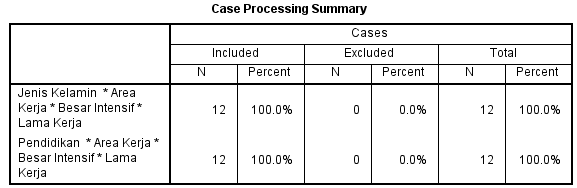 Case Processing Summary
Cases
Included Excluded Total
N Percent N Percent N Percent
Jenis Kelamin * Area
Kerja * Besar Intensif *
Lama Kerja
12 100.0% 0 0.0% 12 100.0%
Pendidikan * Area Kerja *
Besar Intensif * Lama
Kerja
12 100.0% 0 0.0% 12 100.0%